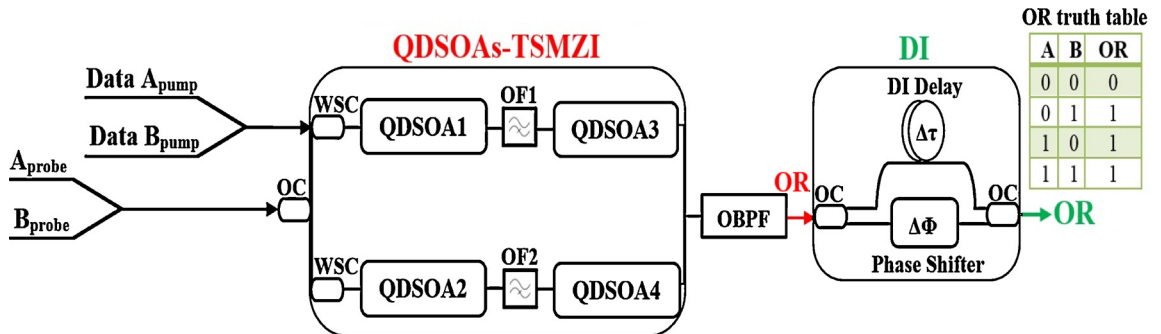 QDSOAs-TSMZI
Data Apump
Data Bpump
Aprobe
Bprobe
OC
WSC
QDSOA1
OF1
QDSOA3
WSC
QDSOA2
OF2
QDSOA4
OBPF
OR
DI
DI Delay
Δτ
OC
ΔΦ
Phase Shifter
OC
OR
OR truth table
A B OR
0 0 0
0 1 1
1 0 1
1 1 1